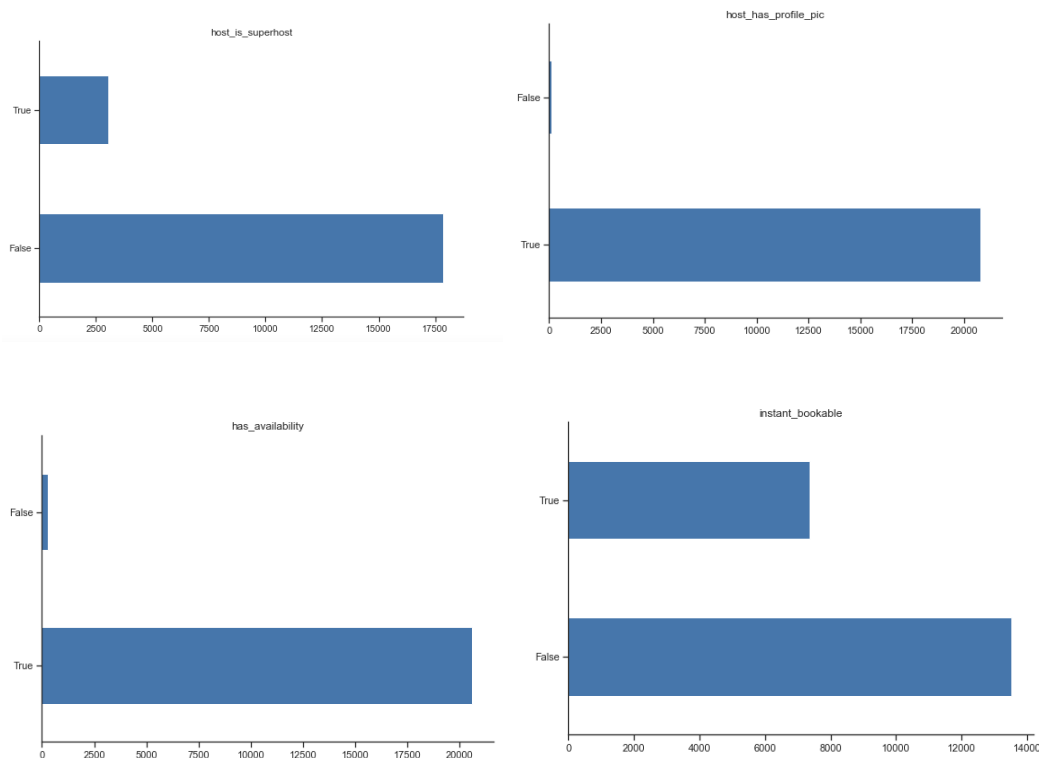 host_is_superhost
True
False
0 2500 5000 7500 10000 12500 15000 17500
host_has_profile_pic
False
True
0 2500 5000 7500 10000 12500 15000 17500 20000
has_availability
False
True
0 2500 5000 7500 10000 12500 15000 17500 20000
instant_bookable
True
False
0 2000 4000 6000 8000 10000 12000 14000